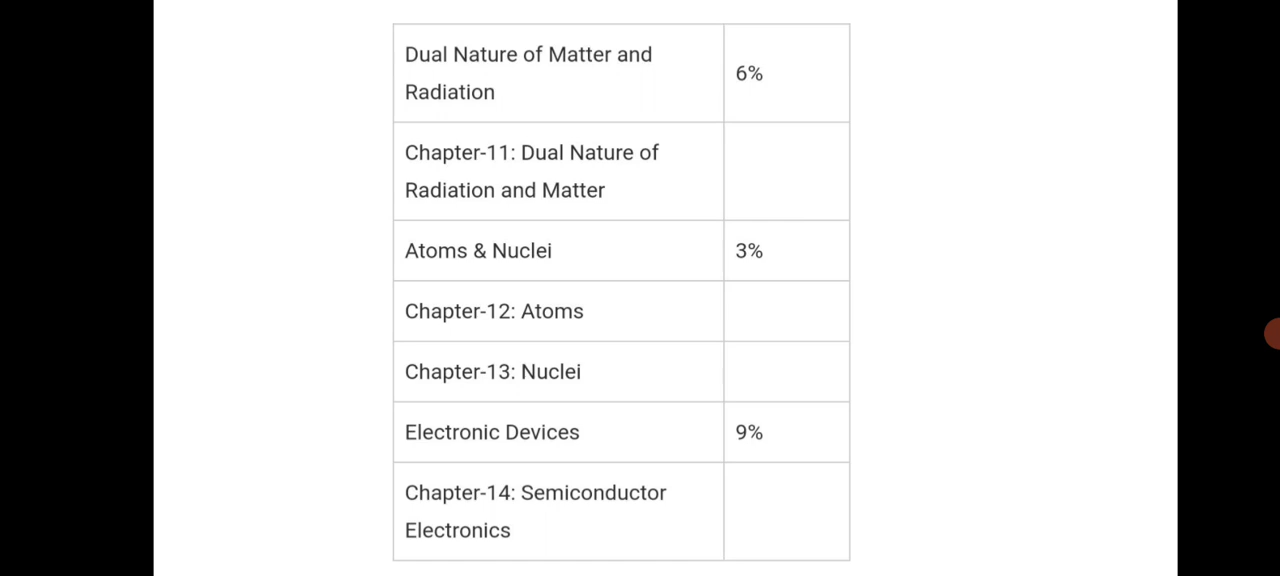 Dual Nature of Matter and
Radiation
6%
Chapter-11: Dual Nature of
Radiation and Matter
Atoms & Nuclei
3%
Chapter-12: Atoms
Chapter-13: Nuclei
Electronic Devices
9%
Chapter-14: Semiconductor
Electronics